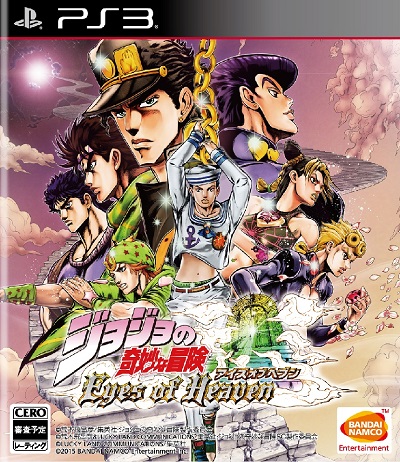 PS3
ジョジョの
奇妙な冒険
アイズオブヘブン
Eyes of Heaven
CERO
審査予定
レーティング
BANDAI
NAMCO
Entertainment
©2015 BANDAI NAMCO Entertainment Inc.